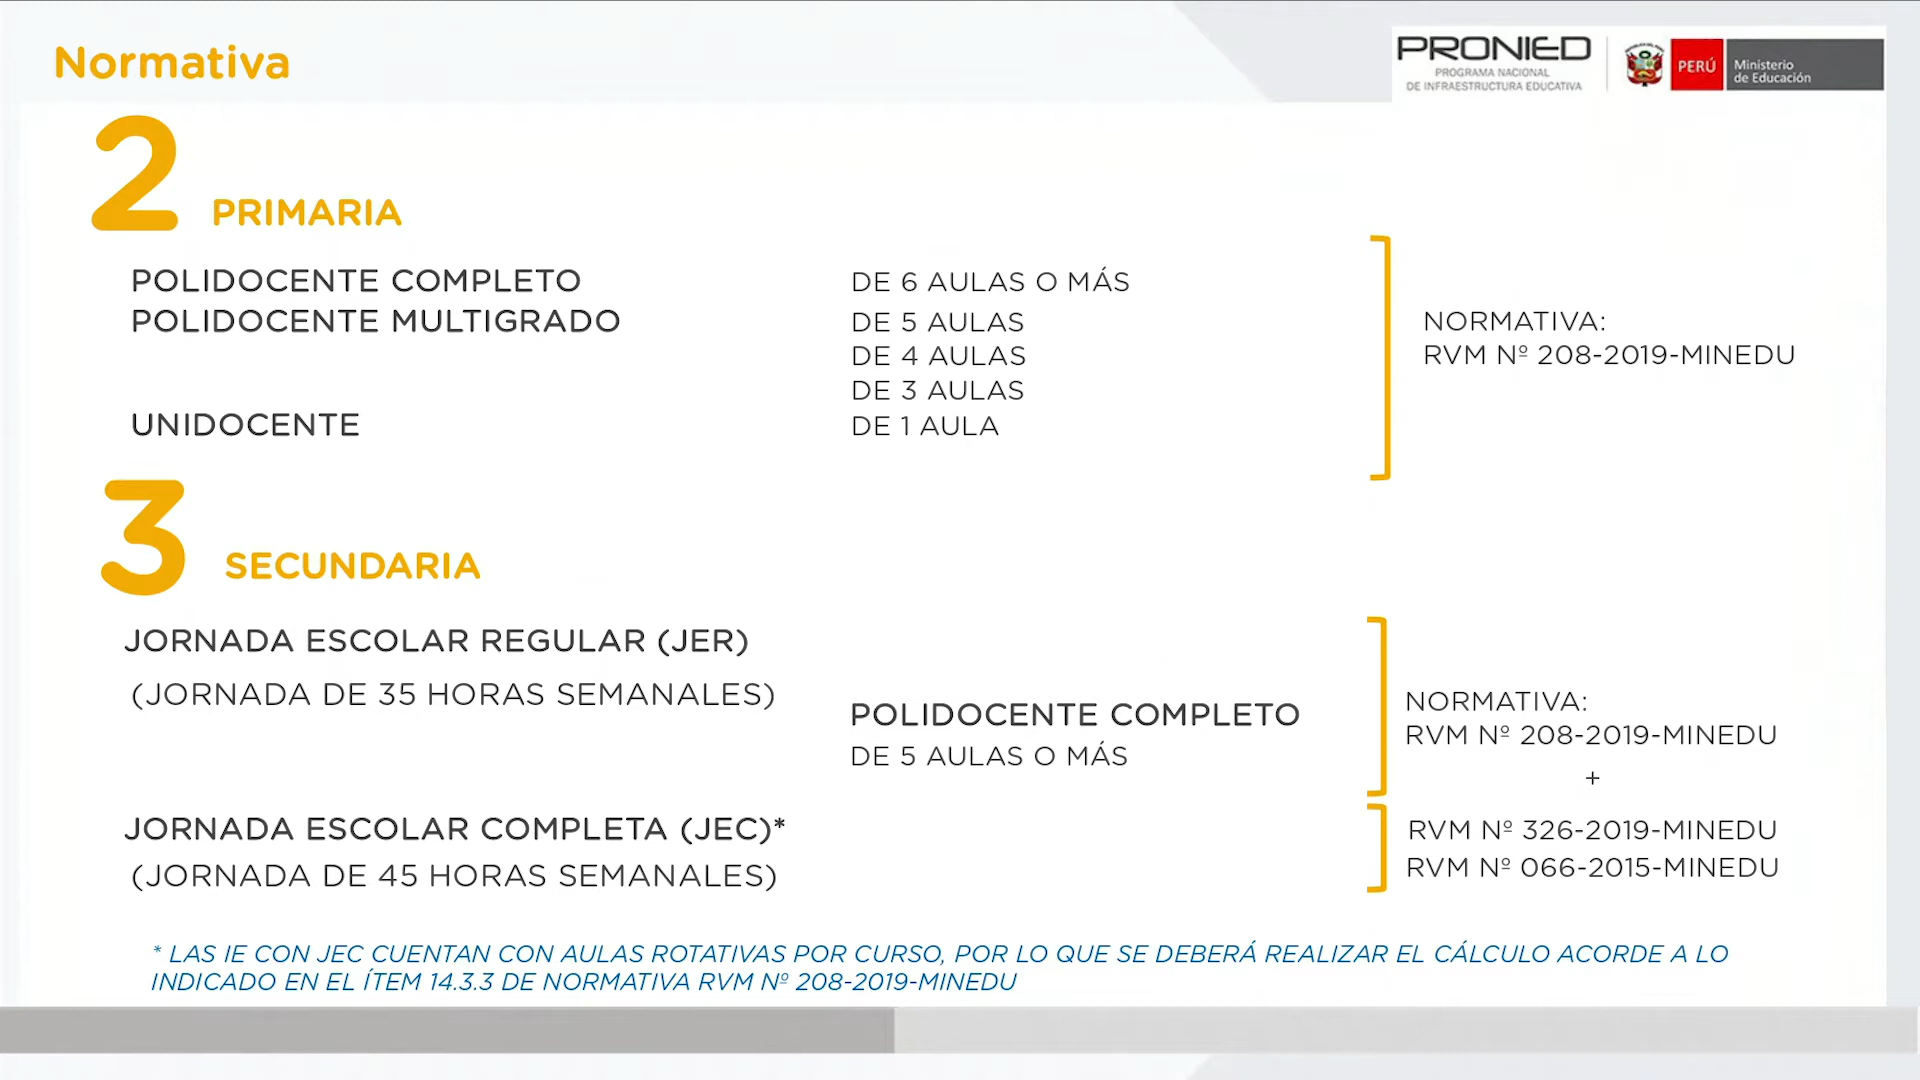 Normativa
PRONIED
PROGRAMA NACIONAL
DE INFRAESTRUCTURA EDUCATIVA
PERÚ
Ministerio
de Educación
2 PRIMARIA
POLIDOCENTE COMPLETO DE 6 AULAS O MÁS
POLIDOCENTE MULTIGRADO DE 5 AULAS
DE 4 AULAS
DE 3 AULAS
UNIDOCENTE DE 1 AULA
NORMATIVA:
RVM Nº 208-2019-MINEDU
3 SECUNDARIA
JORNADA ESCOLAR REGULAR (JER)
(JORNADA DE 35 HORAS SEMANALES)
POLIDOCENTE COMPLETO
DE 5 AULAS O MÁS
NORMATIVA:
RVM Nº 208-2019-MINEDU
+
JORNADA ESCOLAR COMPLETA (JEC)*
(JORNADA DE 45 HORAS SEMANALES)
RVM Nº 326-2019-MINEDU
RVM Nº 066-2015-MINEDU
* LAS IE CON JEC CUENTAN CON AULAS ROTATIVAS POR CURSO, POR LO QUE SE DEBERÁ REALIZAR EL CÁLCULO ACORDE A LO
INDICADO EN EL ÍTEM 14.3.3 DE NORMATIVA RVM Nº 208-2019-MINEDU